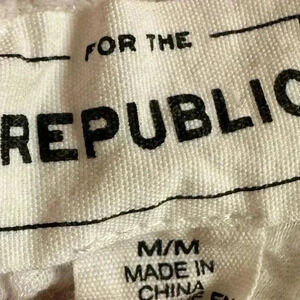 FOR THE
REPUBLIC
M/M
MADE IN
CHINA